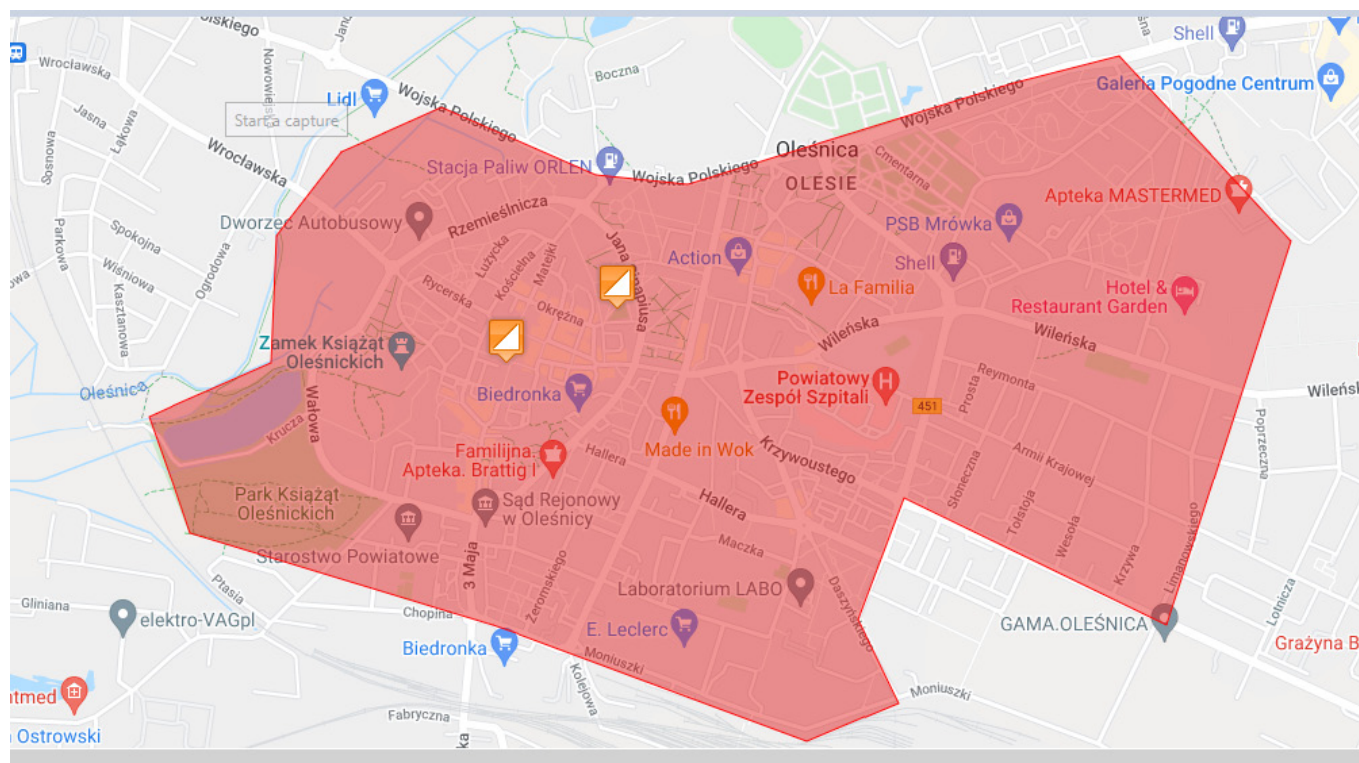 Shell
Wrocławska
Nowowiejska
Boczna
Galeria Pogodne Centrum
Lidl
Wojska Polskiego
Wojska Polskiego
Start a capture
Jasna
Łąkowa
Sosnowa
Wrocławska
Oleśnica
Cmentarna
Stacja Paliw ORLEN
Wojska Polskiego
OLESIE
Apteka MASTERMED
Dworzec Autobusowy
Rzemieślnicza
PSB Mrówka
Parkowa
Spokojna
Jana
Łużycka
Kościelna
Matejki
Action
Shell
Wiśniowa
Ogrodowa
La Familia
Hotel &
Restaurant Garden
Kasztanowa
Rycerska
Okrężna
Wileńska
Wileńska
Zamek Książąt
Oleśnickich
Oleśnica
Biedronka
Powiatowy
Zespół Szpitali
Reymonta
Prosta
Wałowa
Krucza
451
Poprzeczna
Familijna.
Apteka. Brattig I
Hallera
Made in Wok
Krzywoustego
Armii Krajowej
Park Książąt
Oleśnickich
Sąd Rejonowy
w Oleśnicy
Hallera
Słoneczna
Tołstoja
Wesoła
Limanowskiego
Starostwo Powiatowe
Maczka
Krzywa
3 Maja
Żeromskiego
Laboratorium LABO
Daszyńskiego
Ptasia
Gliniana
elektro-VAGpl
Chopina
E. Leclerc
GAMA.OLEŚNICA
Lotnicza
Biedronka
Moniuszki
Grażyna B
Kolejowa
Moniuszki
ntmed
Fabryczna
Ostrowski